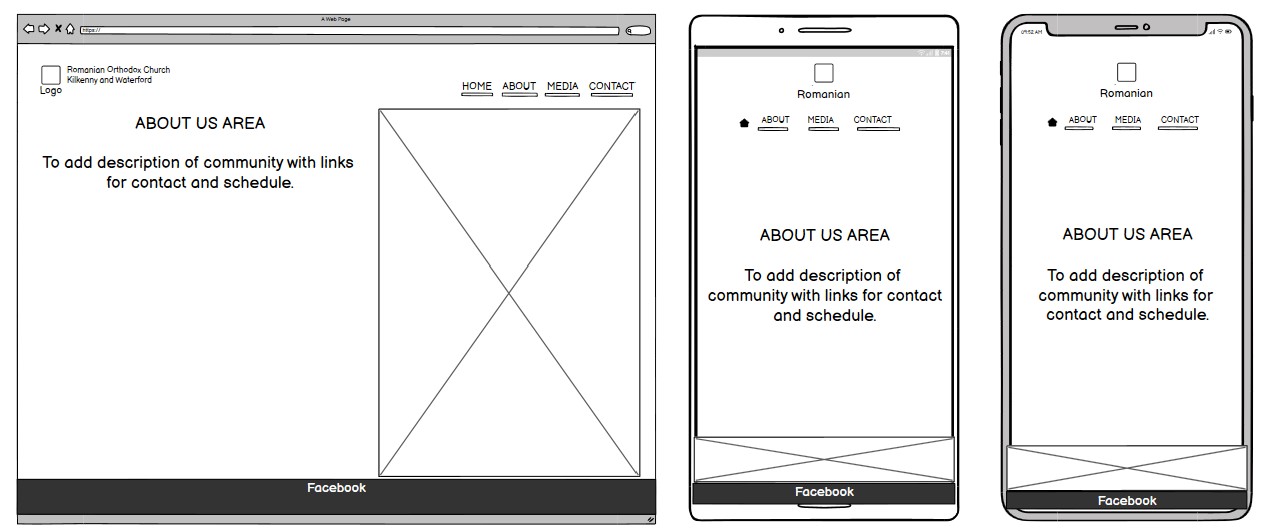 A Web Page
https://
Romanian Orthodox Church
Kilkenny and Waterford
Logo
HOME ABOUT MEDIA CONTACT
ABOUT US AREA
To add description of community with links
for contact and schedule.
Facebook
Romanian
ABOUT MEDIA CONTACT
ABOUT US AREA
To add description of
community with links for contact
and schedule.
Facebook
09:52 AM
Romanian
ABOUT MEDIA CONTACT
ABOUT US AREA
To add description of
community with links for
contact and schedule.
Facebook